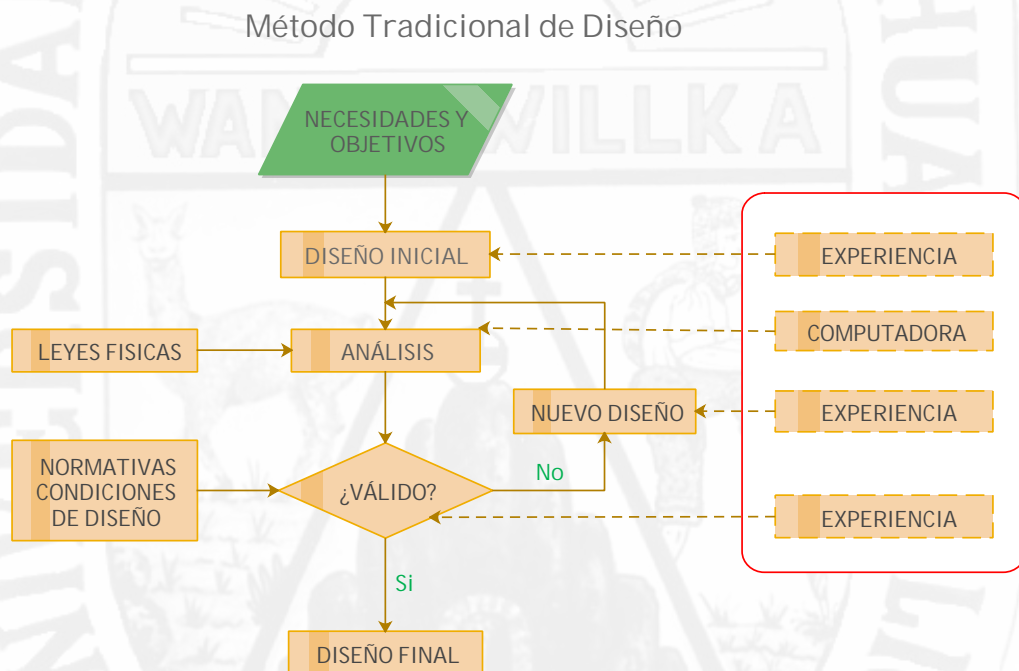 Método Tradicional de Diseño
NECESIDADES Y
OBJETIVOS
DISEÑO INICIAL
EXPERIENCIA
COMPUTADORA
LEYES FISICAS
ANÁLISIS
NUEVO DISEÑO
EXPERIENCIA
NORMATIVAS
CONDICIONES
DE DISEÑO
¿VÁLIDO?
No
EXPERIENCIA
Si
DISEÑO FINAL